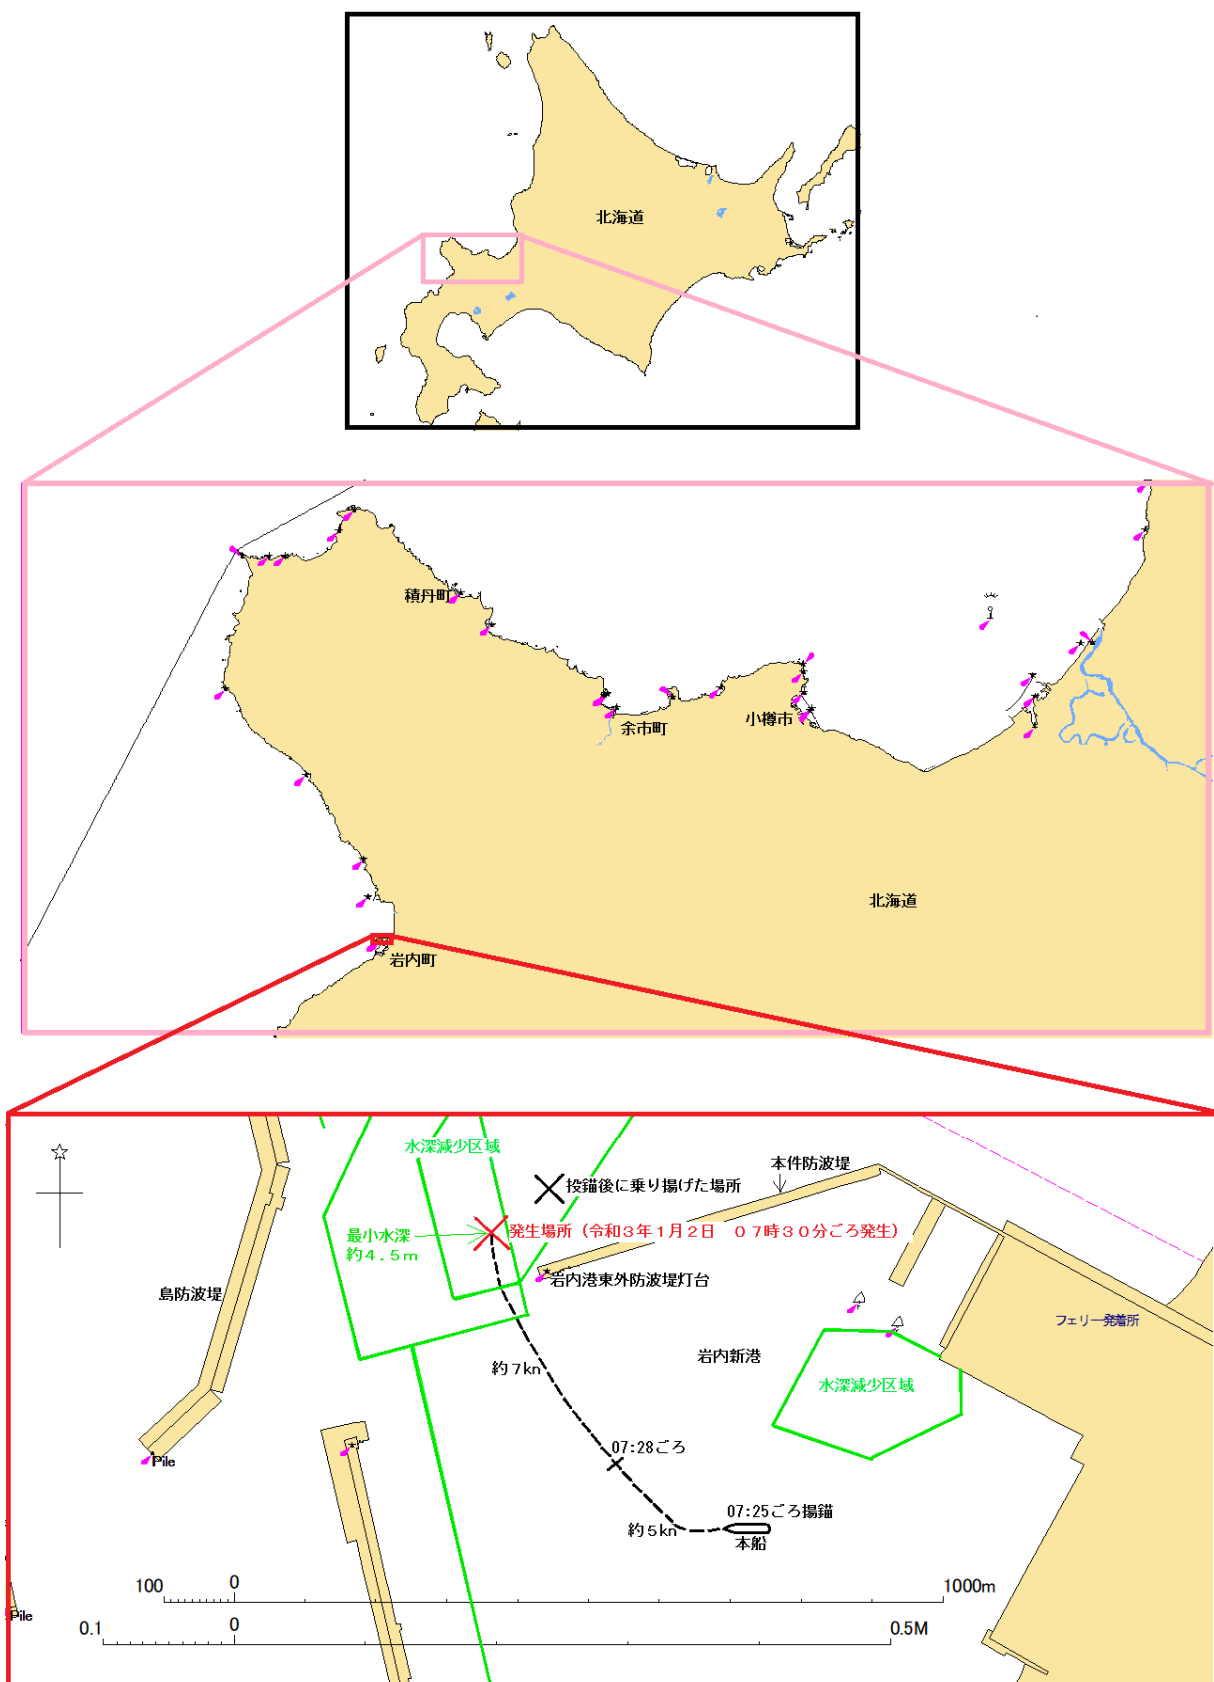 北海道
積丹町
余市町
小樽市
北海道
岩内町
水深減少区域
本件防波堤
投錨後に乗り揚げた場所
発生場所（令和3年1月2日　07時30分ごろ発生）
最小水深
約4.5m
岩内港東外防波堤灯台
島防波堤
フェリー発着所
岩内新港
約7kn
水深減少区域
07:28ごろ
Pile
07:25ごろ揚錨
約5kn
本船
100
0
1000m
Pile
0.1
0
0.5M